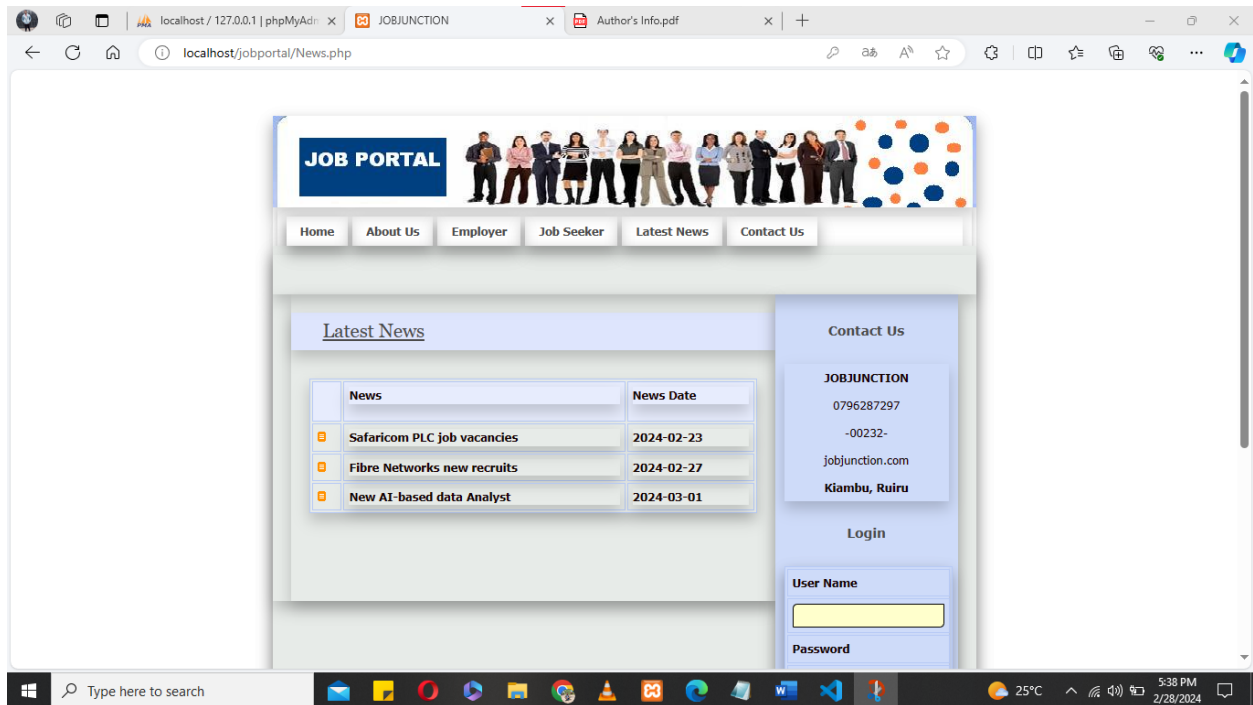 localhost / 127.0.0.1 | phpMyAdm
JOBJUNCTION
Author's Info.pdf
localhost/jobportal/News.php
JOB PORTAL
Home About Us Employer Job Seeker Latest News Contact Us
Latest News
News News Date
Safaricom PLC job vacancies 2024-02-23
Fibre Networks new recruits 2024-02-27
New AI-based data Analyst 2024-03-01
Contact Us
JOBJUNCTION
0796287297
-00232-
jobjunction.com
Kiambu, Ruiru
Login
User Name
Password
Type here to search
25°C
5:38 PM
2/28/2024